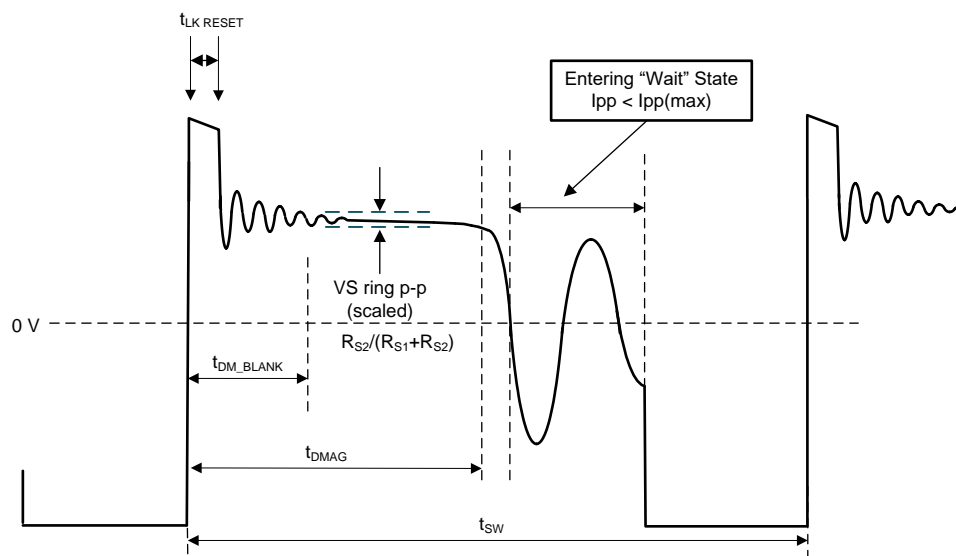 tLK RESET
Entering “Wait” State
Ipp < Ipp(max)
VS ring p-p
(scaled)
0 V
RS2/(RS1+RS2)
tDM_BLANK
tDMAG
tSW